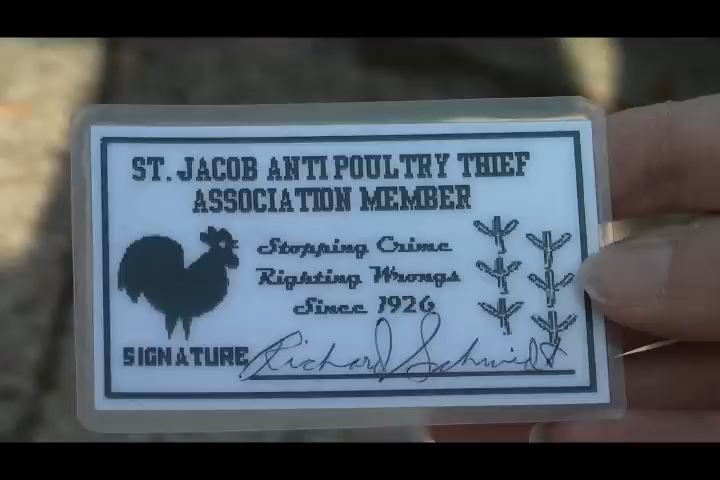 ST. JACOB ANTI POULTRY THIEF
ASSOCIATION MEMBER
Stopping Crime
Righting Wrongs
Since 1926
SIGNATURE Richard Schmidt